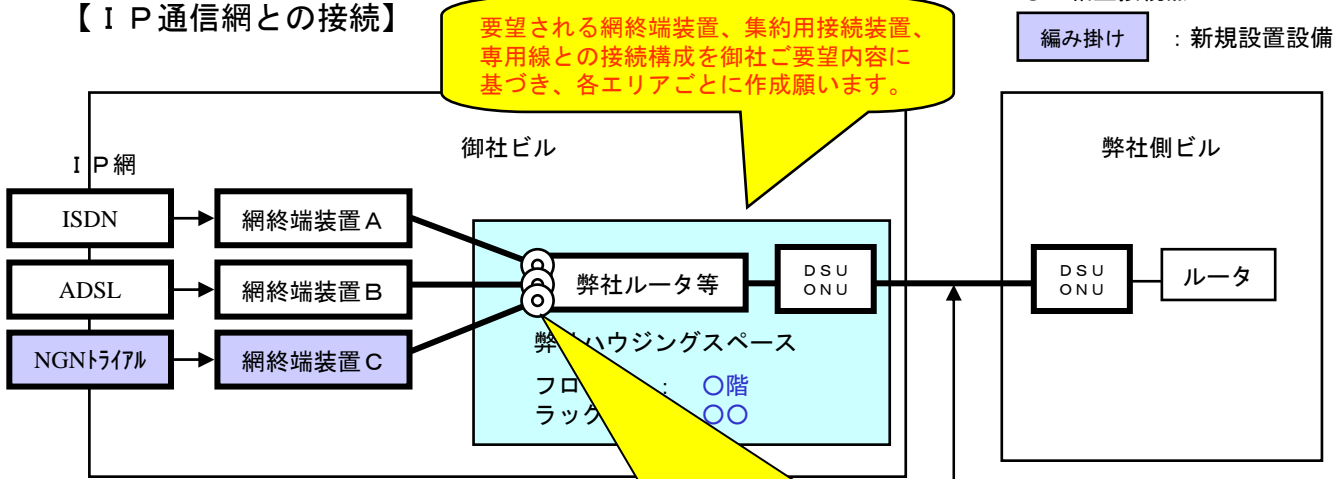 【ＩＰ通信網との接続】
要望される網終端装置、集約用接続装置、
専用線との接続構成を御社ご要望内容に
基づき、各エリアごとに作成願います。
編み掛け
：新規設置設備
御社ビル
弊社側ビル
ＩＰ網
ISDN
網終端装置Ａ
ADSL
網終端装置Ｂ
弊社ルータ等
ＤＳＵ
ＯＮＵ
ＤＳＵ
ＯＮＵ
ルータ
NGNﾄﾗｲｱﾙ
網終端装置Ｃ
ハウジングスペース
フロ
：
〇階
ラック
〇〇